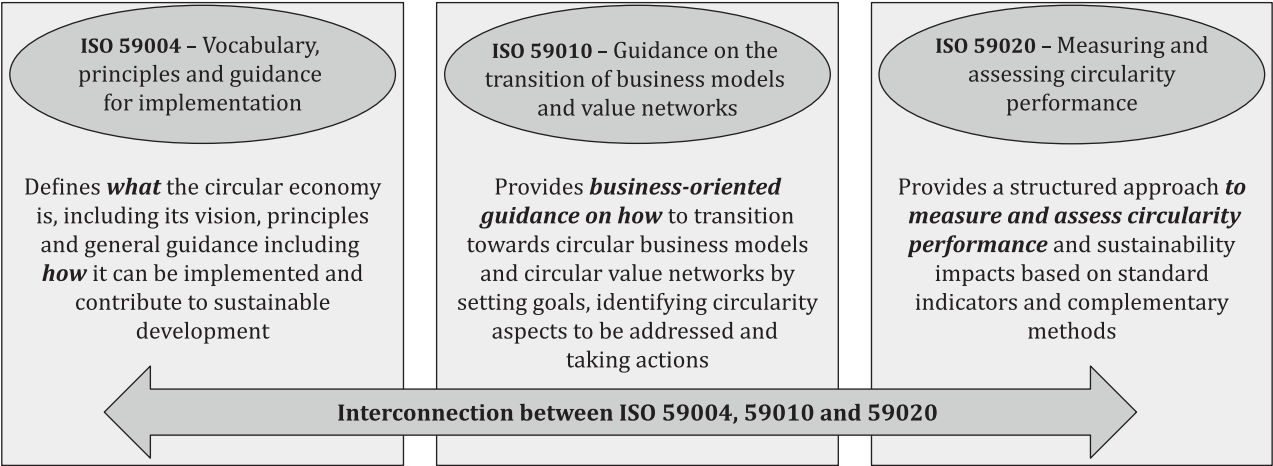 ISO 59004 – Vocabulary,
principles and guidance
for implementation
Defines what the circular economy
is, including its vision, principles
and general guidance including
how it can be implemented and
contribute to sustainable
development
ISO 59010 – Guidance on the
transition of business models
and value networks
Provides business-oriented
guidance on how to transition
towards circular business models
and circular value networks by
setting goals, identifying circularity
aspects to be addressed and
taking actions
ISO 59020 – Measuring and
assessing circularity
performance
Provides a structured approach to
measure and assess circularity
performance and sustainability
impacts based on standard
indicators and complementary
methods
Interconnection between ISO 59004, 59010 and 59020